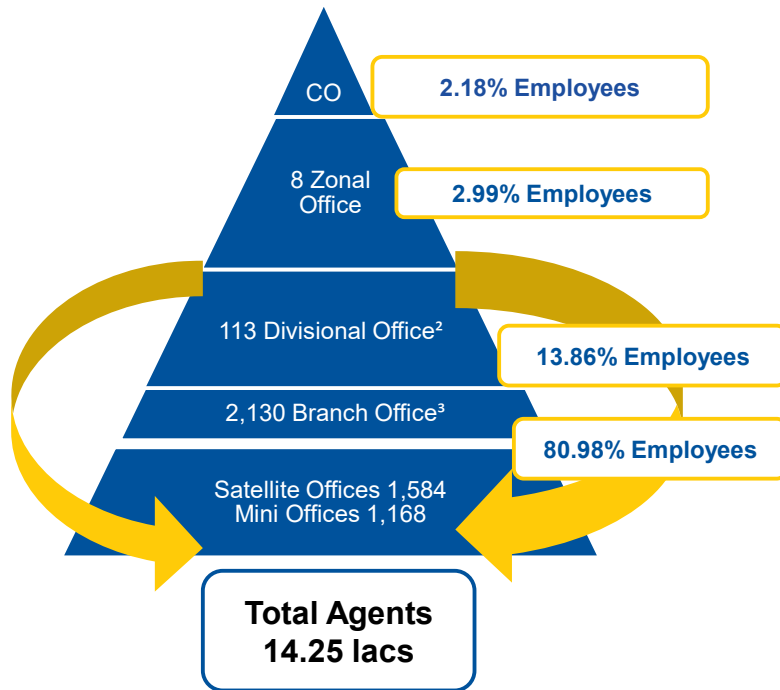 CO
2.18% Employees
8 Zonal
Office
2.99% Employees
113 Divisional Office²
13.86% Employees
2,130 Branch Office³
80.98% Employees
Satellite Offices 1,584
Mini Offices 1,168
Total Agents
14.25 lacs